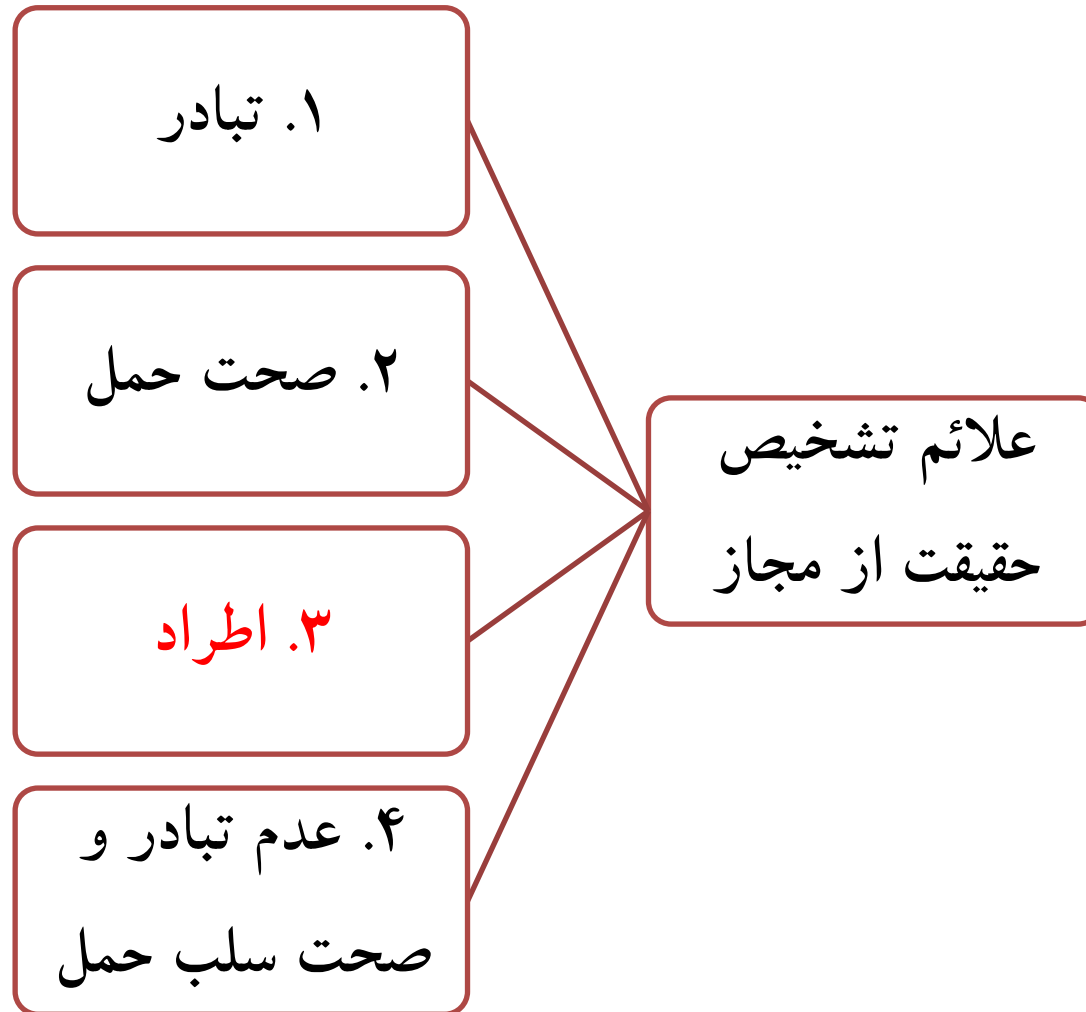 علائم تشخیص
حقیقت از مجاز
۱. تبادر
۲. صحت حمل
۳. اطراد
۴. عدم تبادر و
صحت سلب حمل